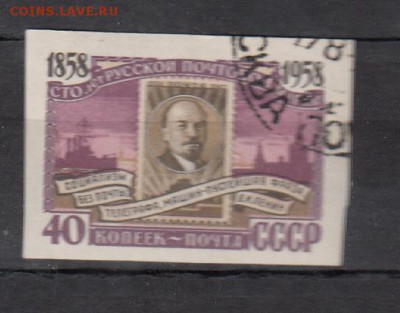 COINS.LAVE.RU
1858 1958
СТО ЛЕТ РУССКОЙ ПОЧТОВОЙ
СОЦИАЛИЗМ
БЕЗ ПОЧТЫ,
ТЕЛЕГРАФА, МАШИН-ПУСТЕЙШАЯ ФРАЗА
В.И.ЛЕНИН
40 КОПЕЕК~ПОЧТА СССР